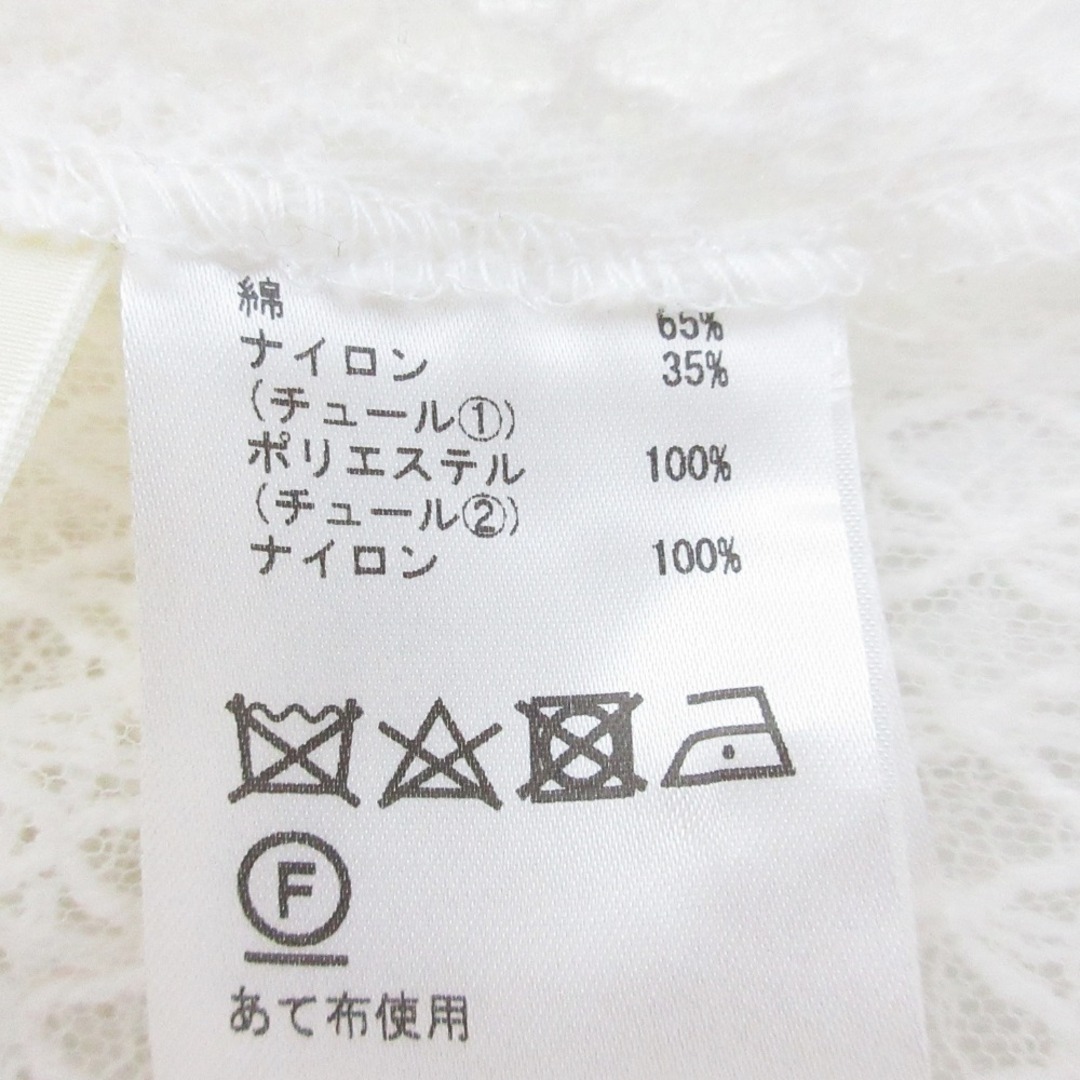 綿 65%
ナイロン 35%
(チュール①)
ポリエステル 100%
(チュール②)
ナイロン 100%
F
あて布使用